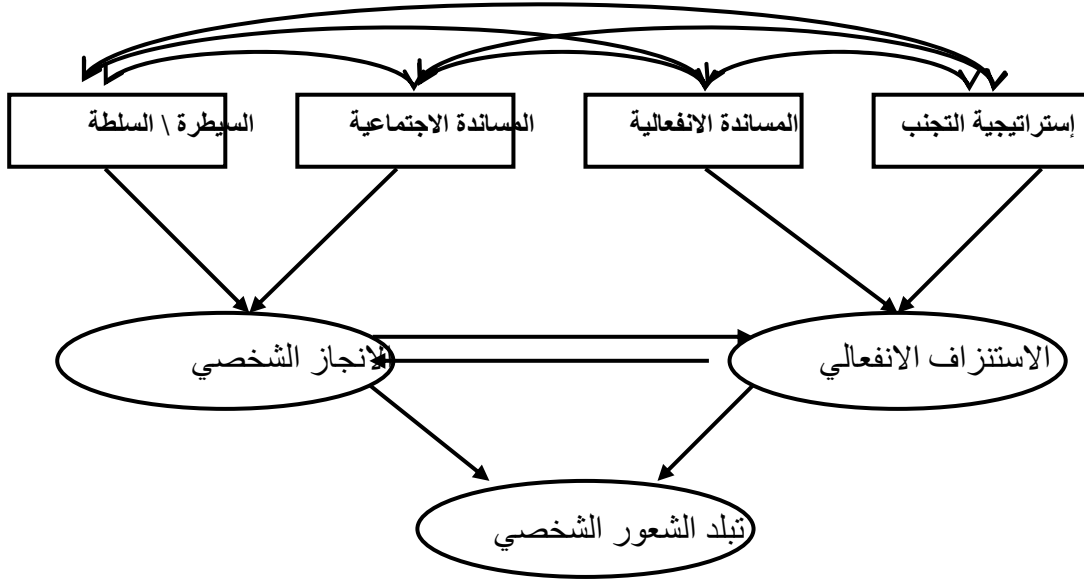 إستراتيجية التجنب
المساندة الانفعالية
المساندة الاجتماعية
السيطرة \ السلطة
الاستنزاف الانفعالي
الانجاز الشخصي
تبلد الشعور الشخصي